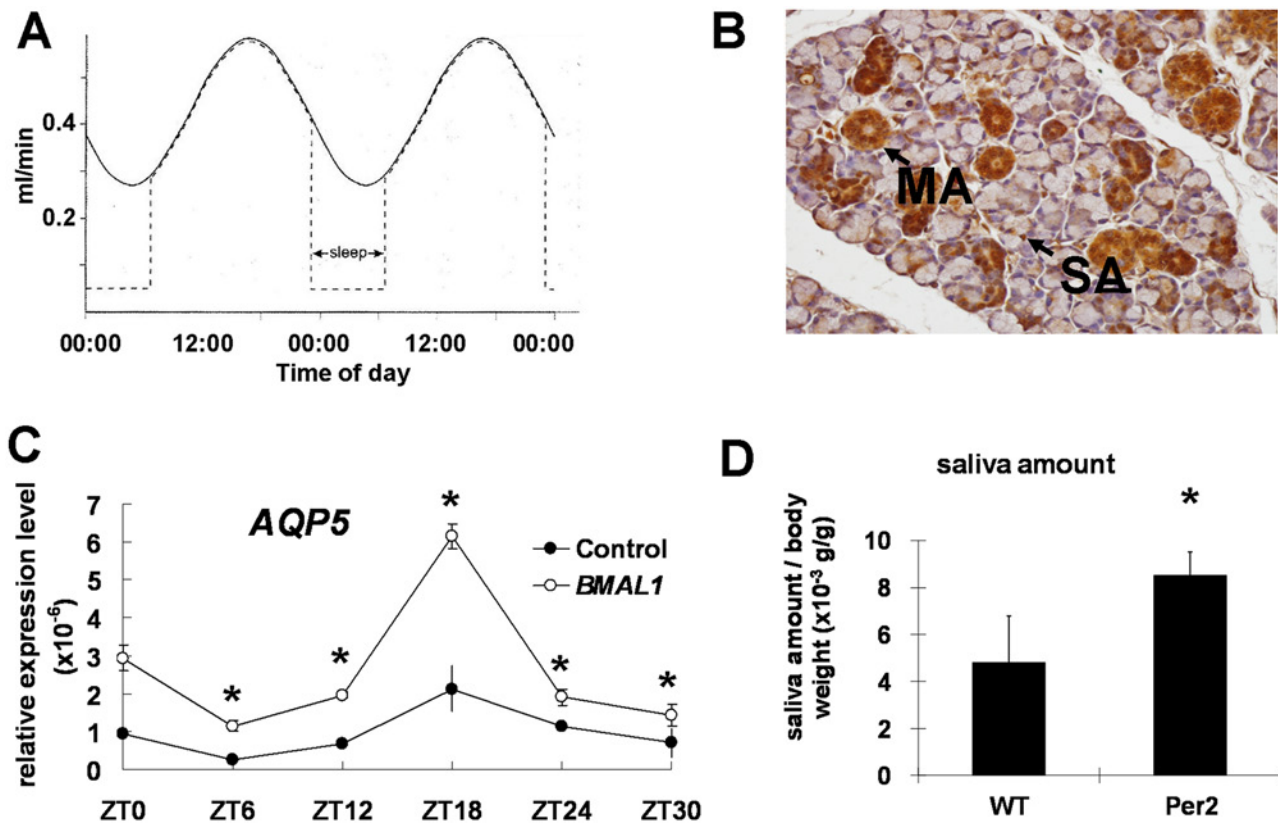 A
ml/min
0.4
0.2
sleep
00:00 12:00 00:00 12:00 00:00
Time of day
B
MA
SA
C
relative expression level
(x10-6)
7
6
5
4
3
2
1
0
AQP5
*
*
*
*
*
Control
BMAL1
ZT0 ZT6 ZT12 ZT18 ZT24 ZT30
D
saliva amount
*
saliva amount / body
weight (x10-3 g/g)
10
8
6
4
2
0
WT Per2